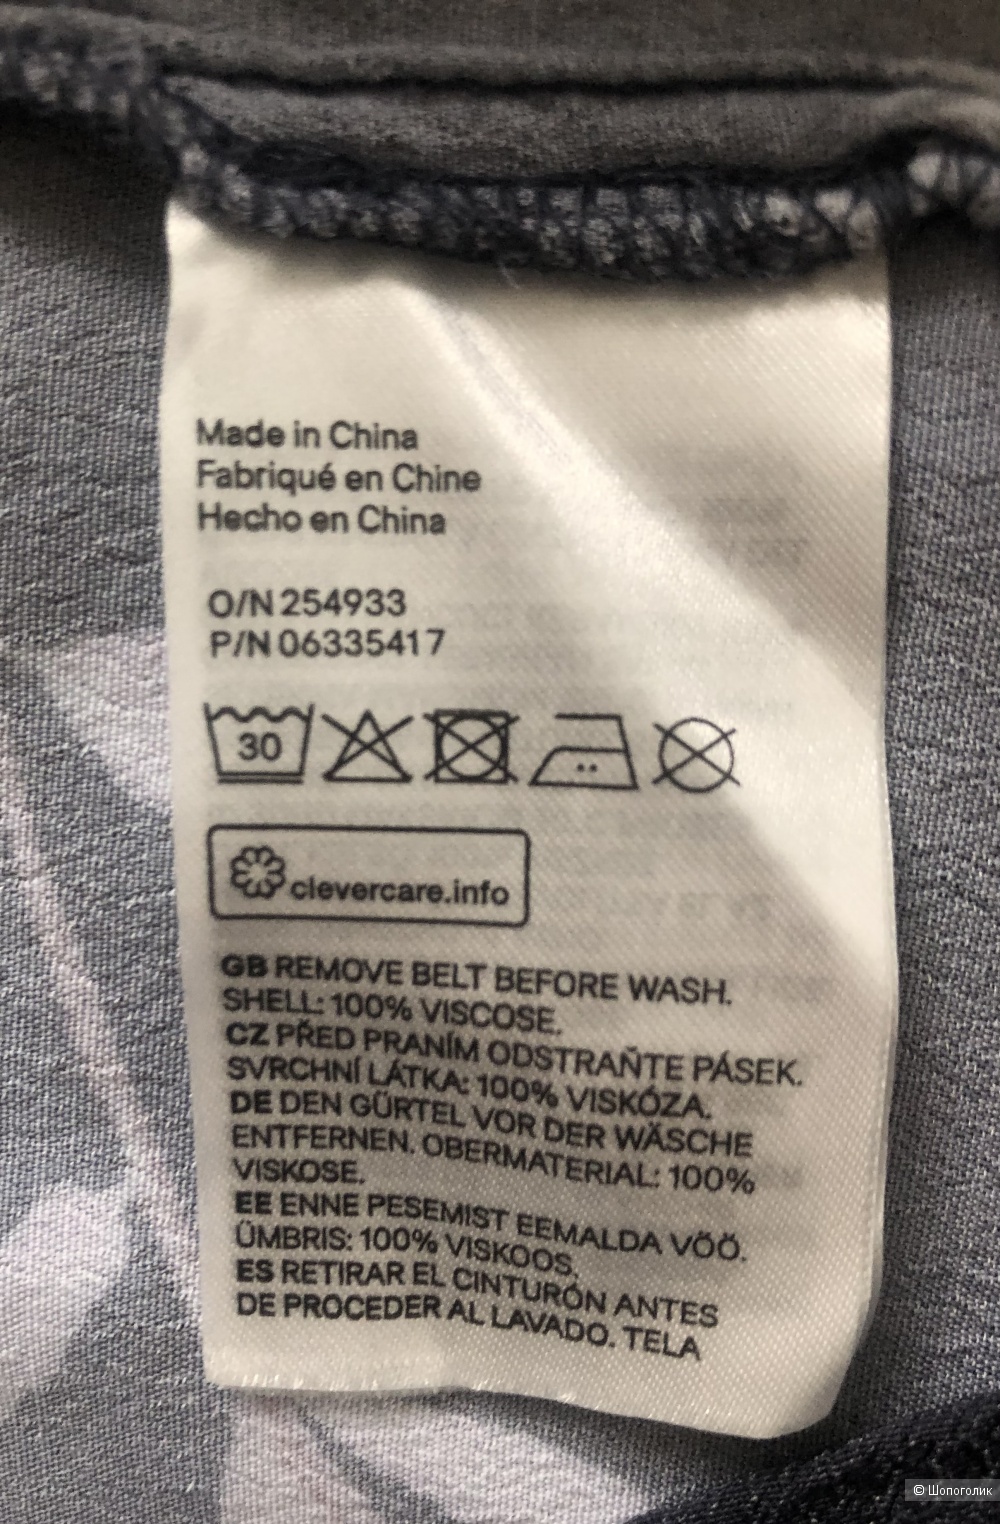 Made in China
Fabriqué en Chine
Hecho en China
O/N 254933
P/N 06335417
30
clevercare.info
GB REMOVE BELT BEFORE WASH.
SHELL: 100% VISCOSE.
CZ PŘED PRANÍM ODSTRAŇTE PÁSEK.
SVRCHNÍ LÁTKA: 100% VISKÓZA.
DE DEN GÜRTEL VOR DER WÄSCHE
ENTFERNEN. OBERMATERIAL: 100%
VISKOSE.
EE ENNE PESEMIST EEMALDA VÖÖ.
ÜMBRIS: 100% VISKOOS.
ES RETIRAR EL CINTURÓN ANTES
DE PROCEDER AL LAVADO. TELA
© Шопоголик